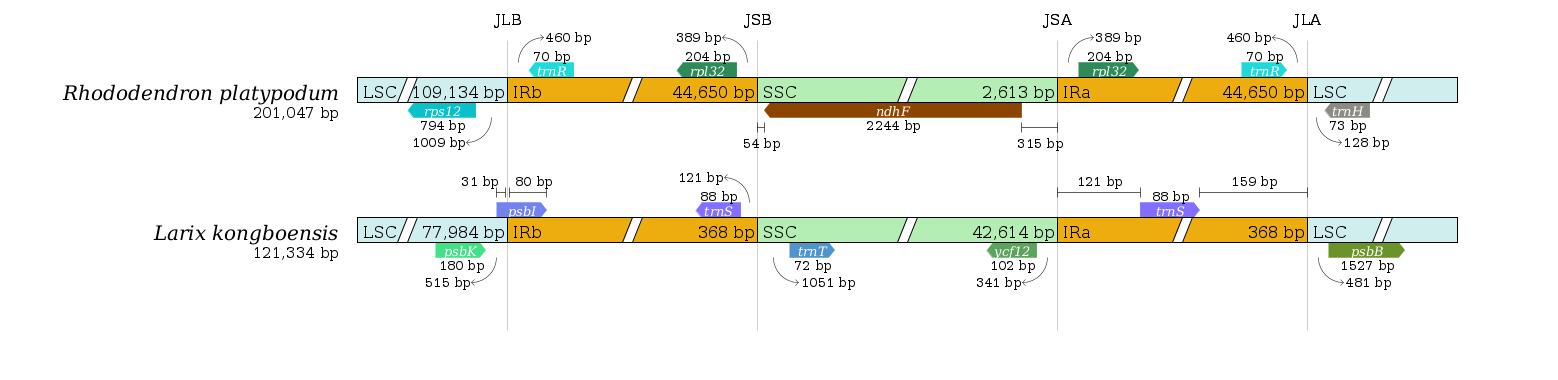 JLB JSB JSA JLA
460 bp 389 bp 389 bp 460 bp
70 bp 204 bp 204 bp 70 bp
trnR rpl32 rpl32 trnR
Rhododendron platypodum LSC 109,134 bp IRb 44,650 bp SSC 2,613 bp IRa 44,650 bp LSC
201,047 bp rps12 ndhF trnH
794 bp 2244 bp 73 bp
1009 bp 54 bp 315 bp 128 bp
31 bp 80 bp 121 bp 121 bp 159 bp
88 bp 88 bp
psbI trnS trnS
Larix kongboensis LSC 77,984 bp IRb 368 bp SSC 42,614 bp IRa 368 bp LSC
121,334 bp psbK trnT ycf12 psbB
180 bp 72 bp 102 bp 1527 bp
515 bp 1051 bp 341 bp 481 bp